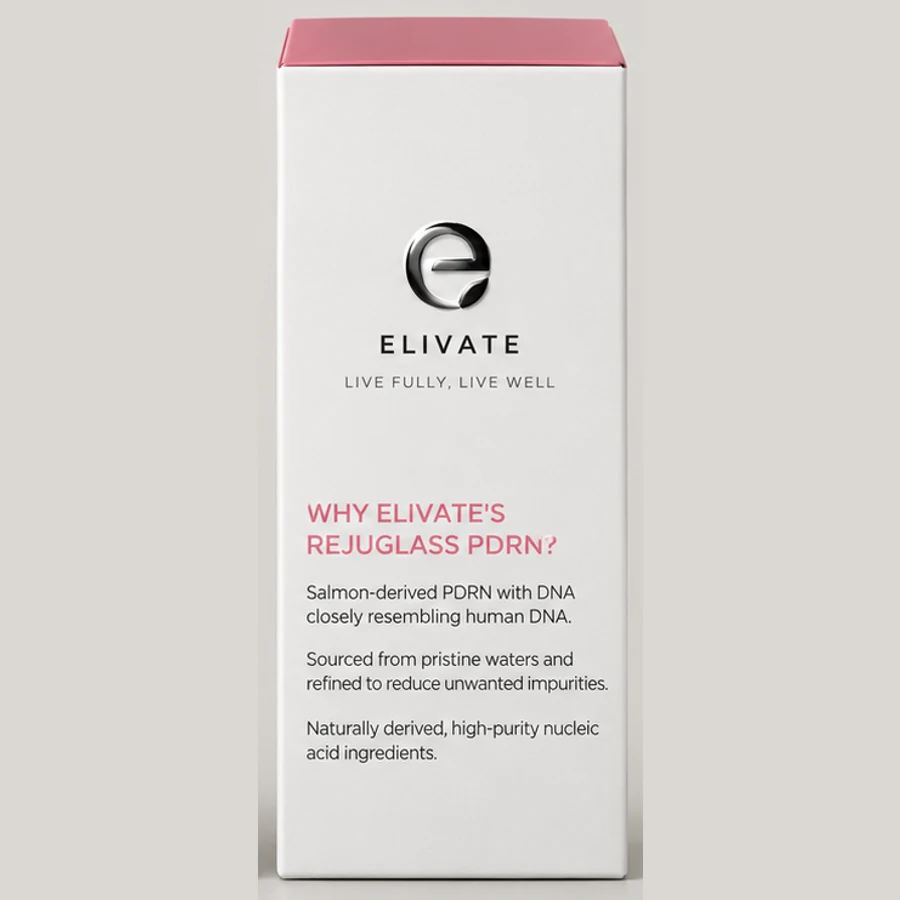 ELIVATE
LIVE FULLY, LIVE WELL
WHY ELIVATE'S
REJUGLASS PDRN?
Salmon-derived PDRN with DNA
closely resembling human DNA.
Sourced from pristine waters and
refined to reduce unwanted impurities.
Naturally derived, high-purity nucleic
acid ingredients.